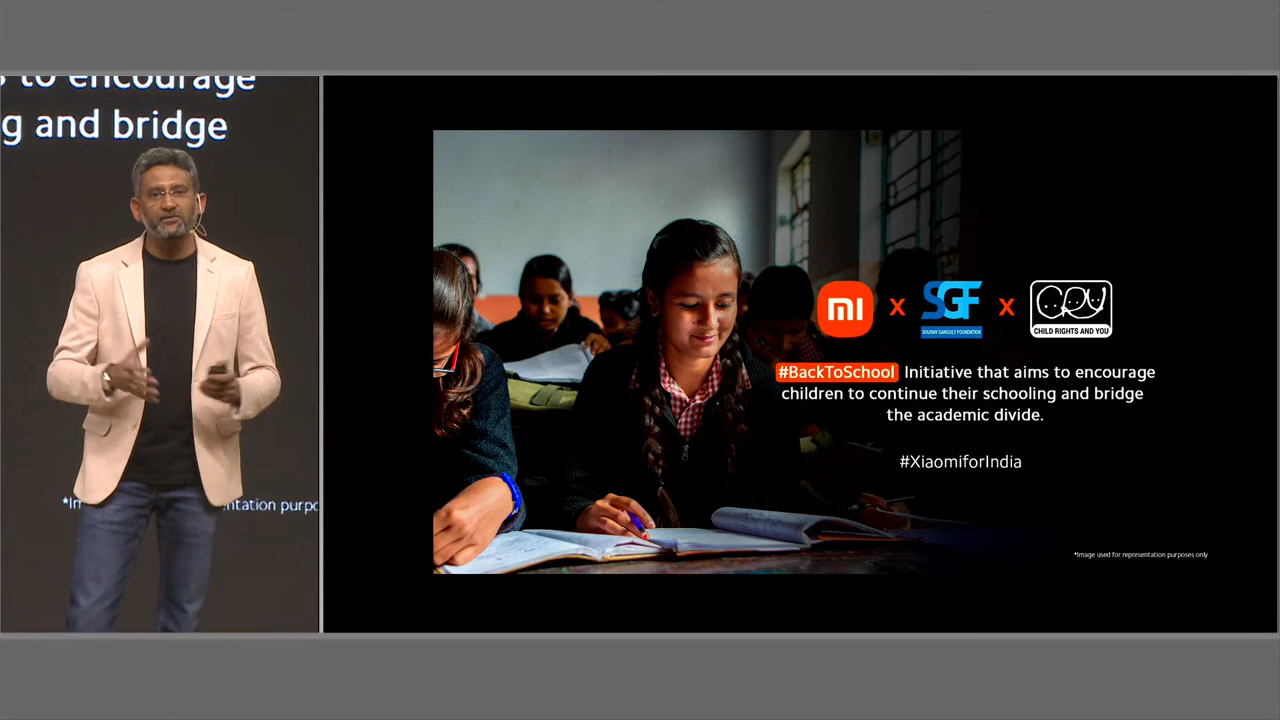 s to encourage
g and bridge
*Im
ntation purpo
mi
X
SGF
SOURAV GANGULY FOUNDATION
X
CRY
CHILD RIGHTS AND YOU
#BackToSchool Initiative that aims to encourage
children to continue their schooling and bridge
the academic divide.
#XiaomiforIndia
*Image used for representation purposes only